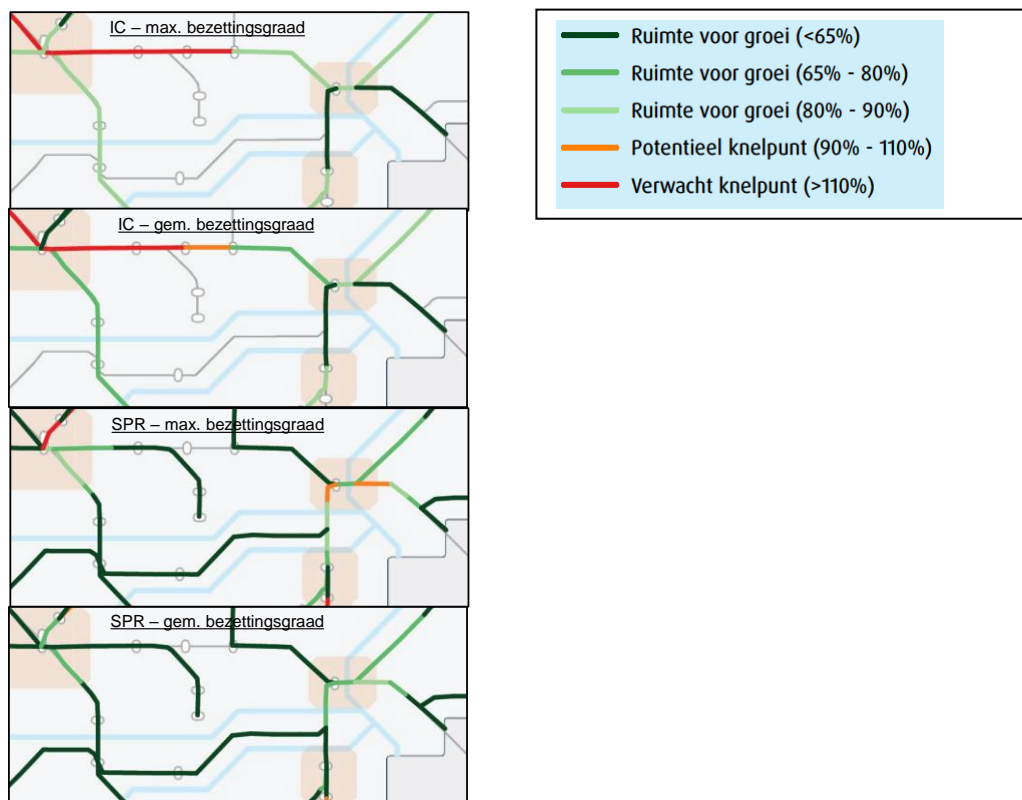 IC – max. bezettingsgraad
IC – gem. bezettingsgraad
SPR – max. bezettingsgraad
SPR – gem. bezettingsgraad
Ruimte voor groei (<65%)
Ruimte voor groei (65% - 80%)
Ruimte voor groei (80% - 90%)
Potentieel knelpunt (90% - 110%)
Verwacht knelpunt (>110%)